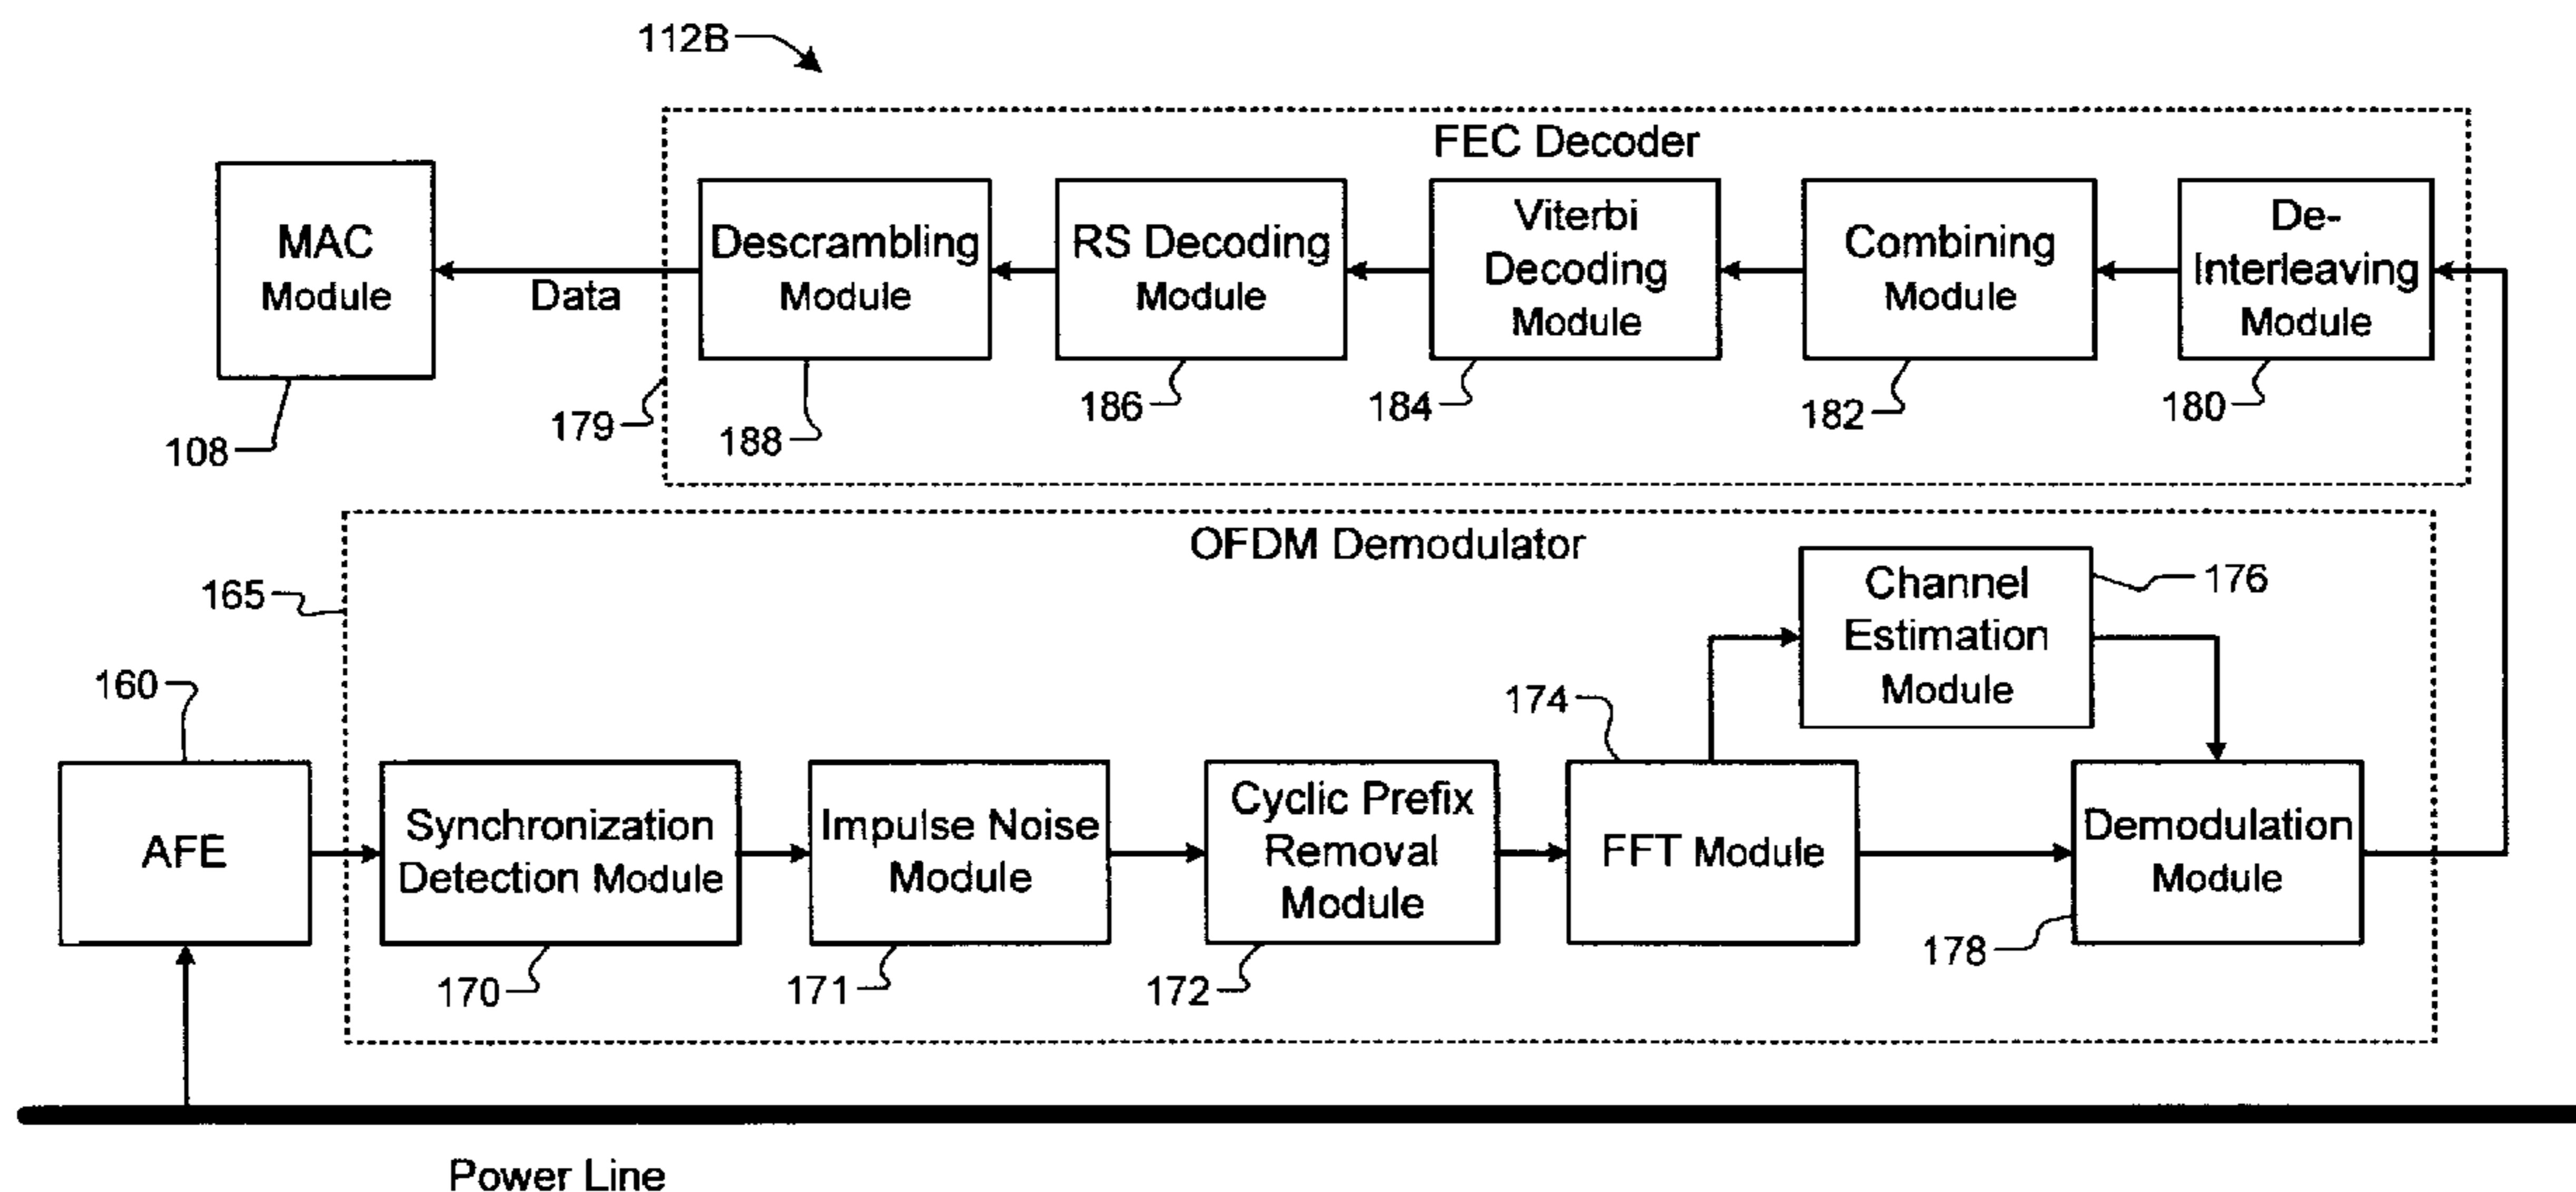 112B
FEC Decoder
MAC
Module
Data
Descrambling
Module
RS Decoding
Module
Viterbi
Decoding
Module
Combining
Module
De-
Interleaving
Module
108
179
188
186
184
182
180
OFDM Demodulator
165
Channel
Estimation
Module
176
160
174
AFE
Synchronization
Detection Module
Impulse Noise
Module
Cyclic Prefix
Removal
Module
FFT Module
Demodulation
Module
170
171
172
178
Power Line